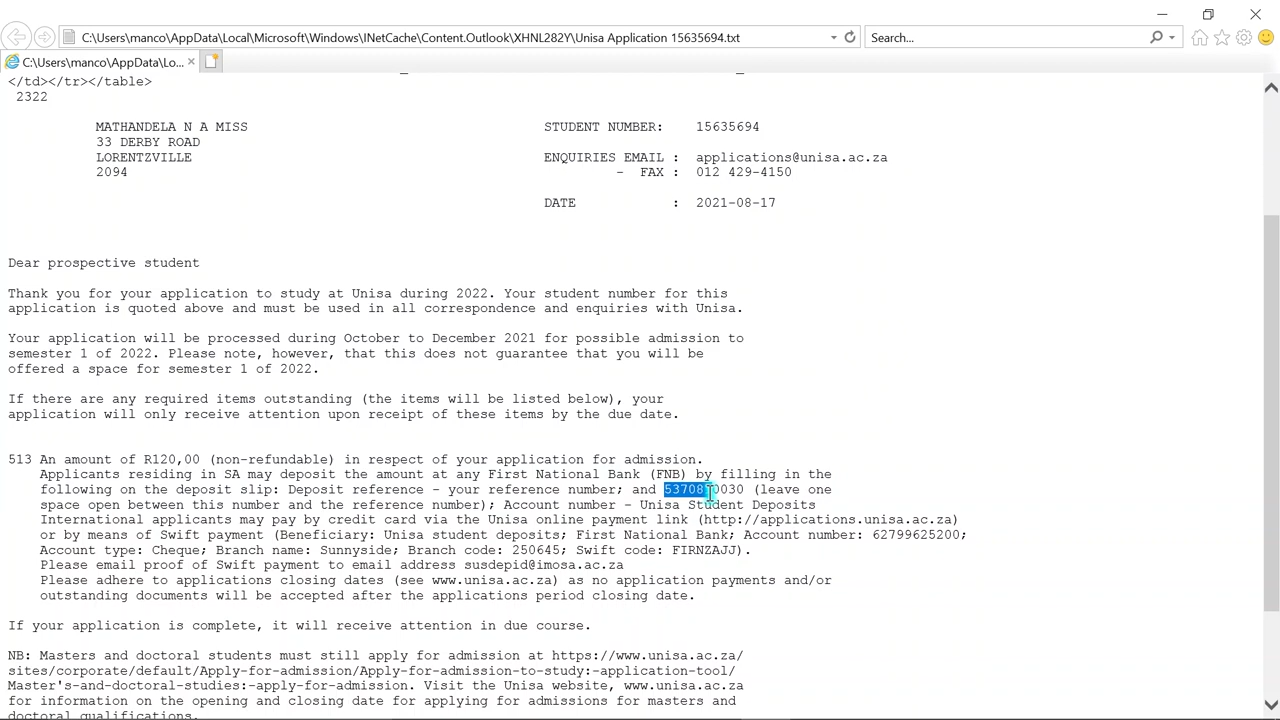 C:\Users\manco\AppData\Local\Microsoft\Windows\INetCache\Content.Outlook\XHNL282Y\Unisa Application 15635694.txt
Search...
C:\Users\manco\AppData\Lo...
</td></tr></table>
2322
MATHANDELA N A MISS STUDENT NUMBER: 15635694
33 DERBY ROAD
LORENTZVILLE ENQUIRIES EMAIL : applications@unisa.ac.za
2094 - FAX : 012 429-4150
DATE : 2021-08-17
Dear prospective student
Thank you for your application to study at Unisa during 2022. Your student number for this
application is quoted above and must be used in all correspondence and enquiries with Unisa.
Your application will be processed during October to December 2021 for possible admission to
semester 1 of 2022. Please note, however, that this does not guarantee that you will be
offered a space for semester 1 of 2022.
If there are any required items outstanding (the items will be listed below), your
application will only receive attention upon receipt of these items by the due date.
513 An amount of R120,00 (non-refundable) in respect of your application for admission.
Applicants residing in SA may deposit the amount at any First National Bank (FNB) by filling in the
following on the deposit slip: Deposit reference - your reference number; and (leave one
space open between this number and the reference number); Account number - Unisa Student Deposits
International applicants may pay by credit card via the Unisa online payment link (http://applications.unisa.ac.za)
or by means of Swift payment (Beneficiary: Unisa student deposits; First National Bank; Account number: 62799625200;
Account type: Cheque; Branch name: Sunnyside; Branch code: 250645; Swift code: FIRNZAJJ).
Please email proof of Swift payment to email address susdepid@imosa.ac.za
Please adhere to applications closing dates (see www.unisa.ac.za) as no application payments and/or
outstanding documents will be accepted after the applications period closing date.
If your application is complete, it will receive attention in due course.
NB: Masters and doctoral students must still apply for admission at https://www.unisa.ac.za/
sites/corporate/default/Apply-for-admission/Apply-for-admission-to-study:-application-tool/
Master's-and-doctoral-studies:-apply-for-admission. Visit the Unisa website, www.unisa.ac.za
for information on the opening and closing date for applying for admissions for masters and
doctoral qualifications.